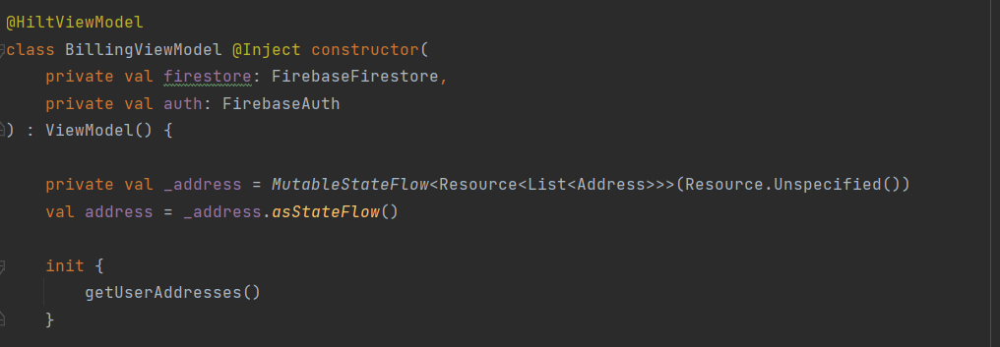 @HiltViewModel
class BillingViewModel @Inject constructor(
    private val firestore: FirebaseFirestore,
    private val auth: FirebaseAuth
) : ViewModel() {
    private val _address = MutableStateFlow<Resource<List<Address>>>(Resource.Unspecified())
    val address = _address.asStateFlow()
    init {
        getUserAddresses()
    }